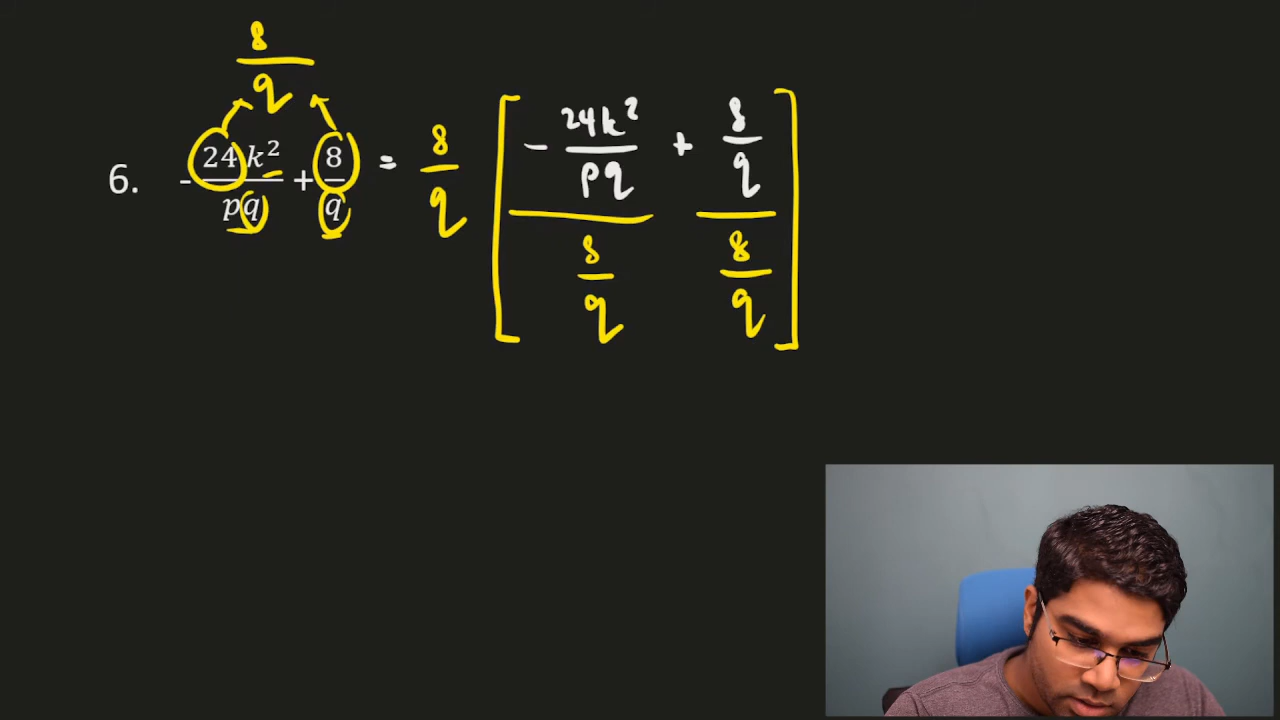 8/q
6. -24k²/pq + 8/q = 8/q [ (-24k²/pq)/(8/q) + (8/q)/(8/q) ]